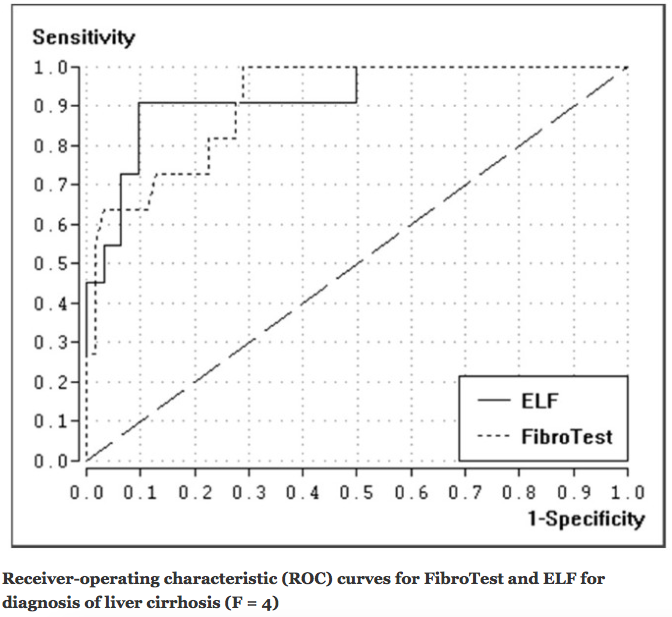 Sensitivity
1.0
0.9
0.8
0.7
0.6
0.5
0.4
0.3
0.2
0.1
0.0
ELF
FibroTest
0.0 0.1 0.2 0.3 0.4 0.5 0.6 0.7 0.8 0.9 1.0
1-Specificity
Receiver-operating characteristic (ROC) curves for FibroTest and ELF for
diagnosis of liver cirrhosis (F = 4)